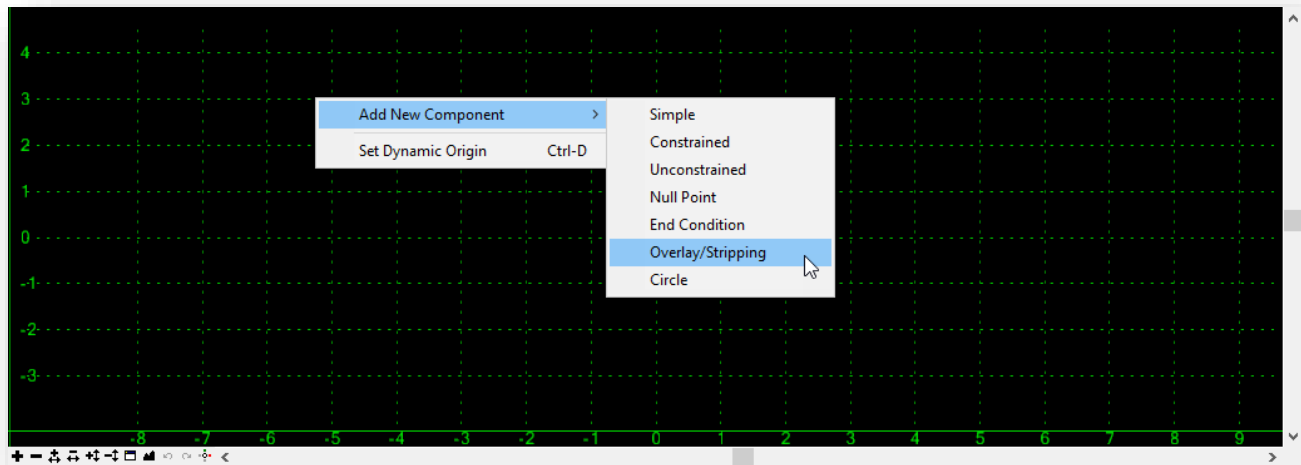 4
3
Add New Component >
Simple
2
Set Dynamic Origin Ctrl-D
Constrained
Unconstrained
1
Null Point
0
End Condition
Overlay/Stripping
-1
Circle
-2
-3
-8 -7 -6 -5 -4 -3 -2 -1 0 1 2 3 4 5 6 7 8 9